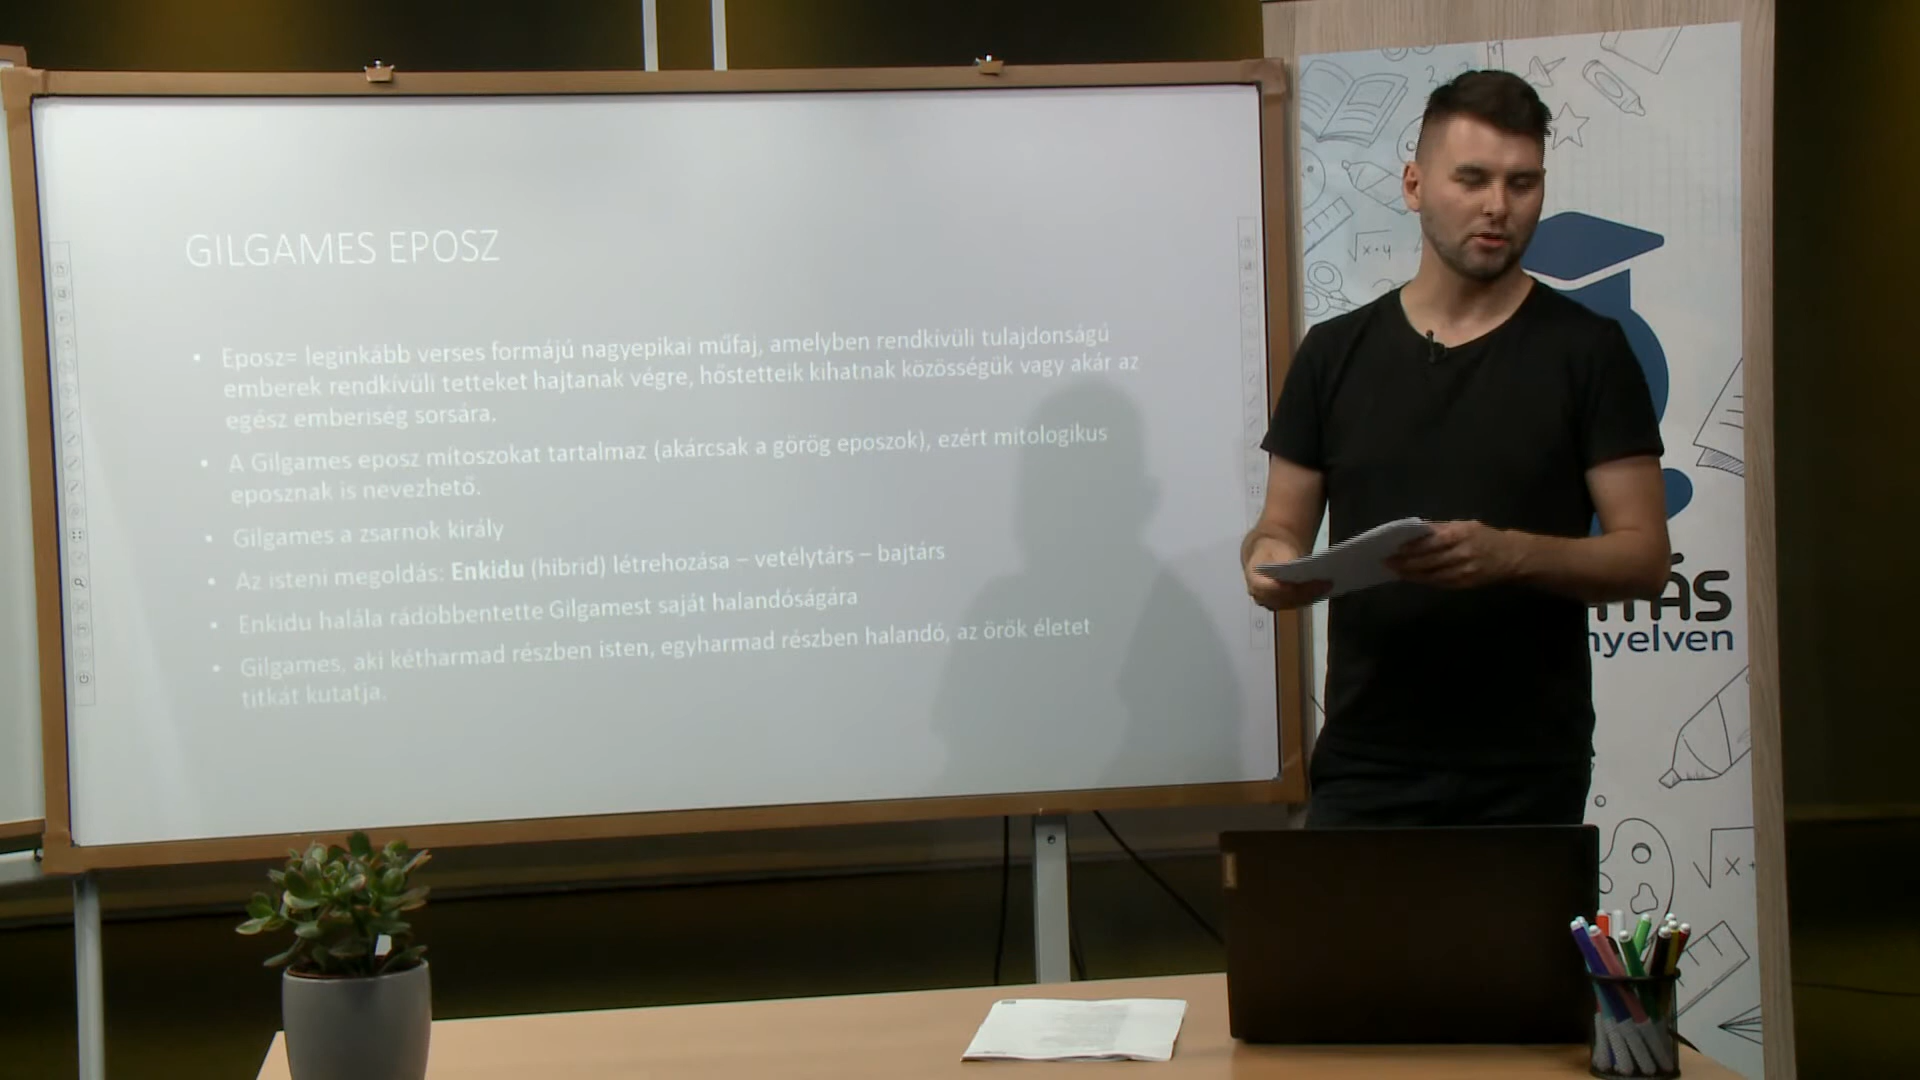 GILGAMES EPOSZ
• Eposz= leginkább verses formájú nagyepikai műfaj, amelyben rendkívüli tulajdonságú
emberek rendkívüli tetteket hajtanak végre, hőstetteik kihatnak közösségük vagy akár az
egész emberiség sorsára.
• A Gilgames eposz mítoszokat tartalmaz (akárcsak a görög eposzok), ezért mitologikus
eposznak is nevezhető.
• Gilgames a zsarnok király
• Az isteni megoldás: Enkidu (hibrid) létrehozása – vetélytárs – bajtárs
• Enkidu halála rádöbbentette Gilgamest saját halandóságára
• Gilgames, aki kétharmad részben isten, egyharmad részben halandó, az örök életet
titkát kutatja.
√x+y
TÁS
nyelven
√x+